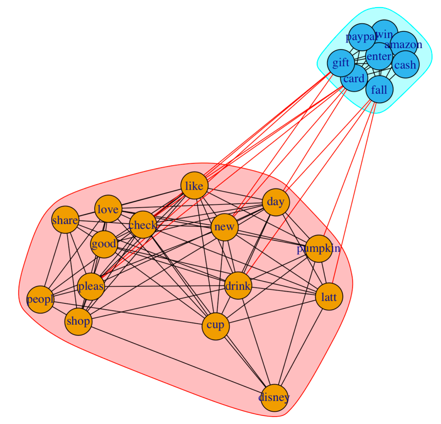 win
paypal
amazon
enter
gift
cash
card
fall
like
love
day
share
check
new
good
pumpkin
pleas
drink
peopl
latt
shop
cup
disney